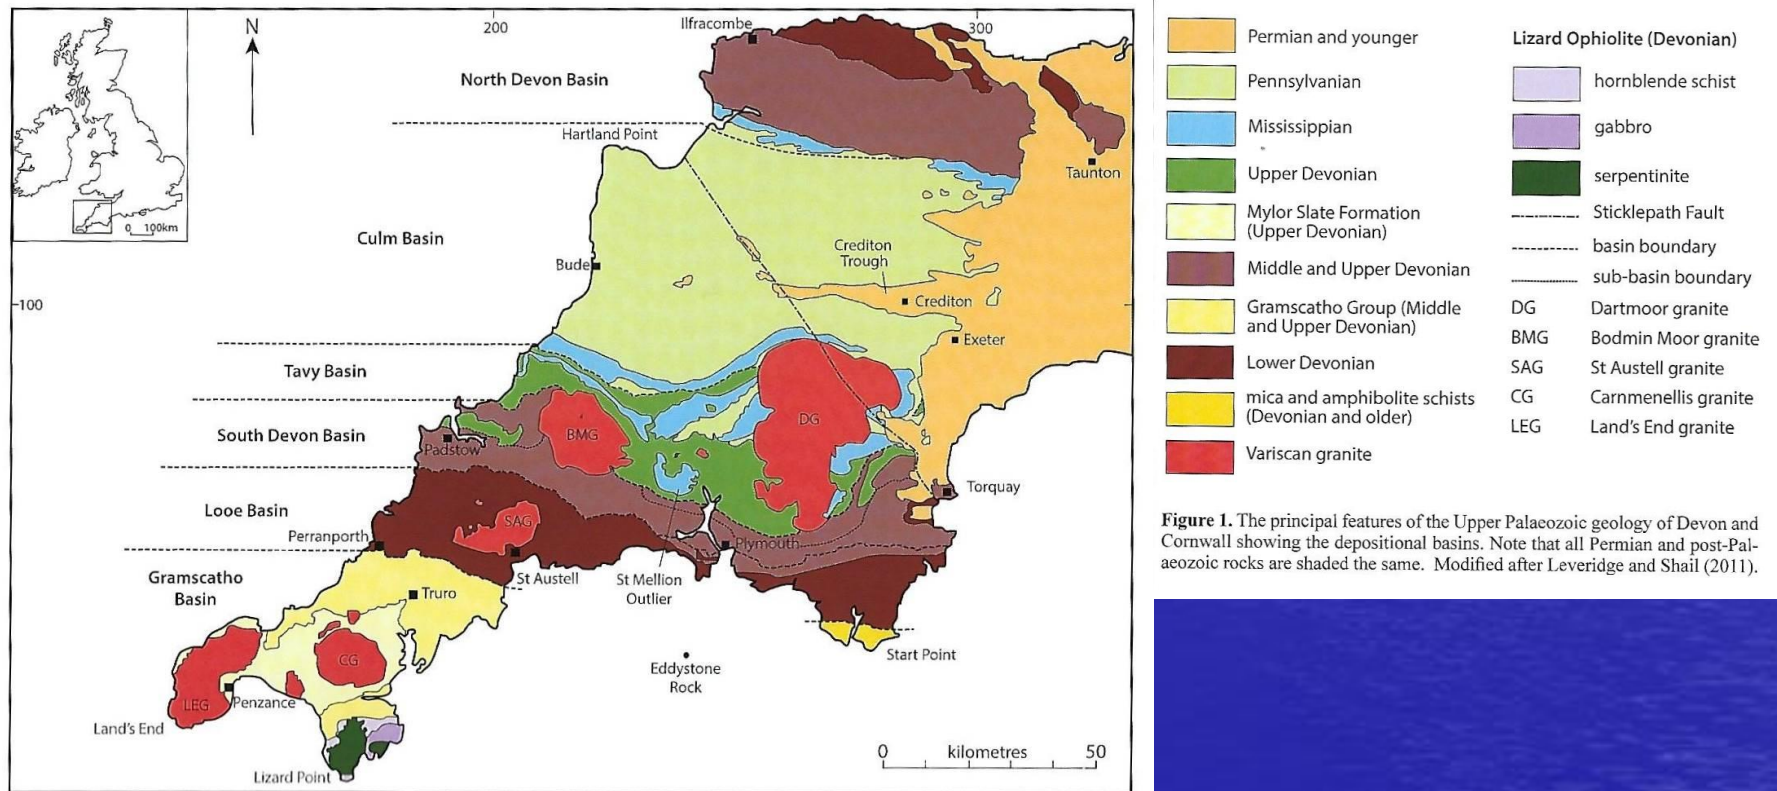 N
200
300
Ilfracombe
North Devon Basin
Hartland Point
Taunton
0 100km
Culm Basin
Crediton
Trough
Bude
100
Crediton
Exeter
Tavy Basin
DG
BMG
South Devon Basin
Padstow
Torquay
Looe Basin
SAG
Perranporth
Plymouth
Gramscatho
Basin
St Austell
St Mellion
Outlier
Truro
Start Point
CG
Eddystone
Rock
LEG
Penzance
Land's End
Lizard Point
0 kilometres 50
Permian and younger
Pennsylvanian
Mississippian
Upper Devonian
Mylor Slate Formation
(Upper Devonian)
Middle and Upper Devonian
Gramscatho Group (Middle
and Upper Devonian)
Lower Devonian
mica and amphibolite schists
(Devonian and older)
Variscan granite
Lizard Ophiolite (Devonian)
hornblende schist
gabbro
serpentinite
Sticklepath Fault
basin boundary
sub-basin boundary
DG Dartmoor granite
BMG Bodmin Moor granite
SAG St Austell granite
CG Carnmenellis granite
LEG Land's End granite
Figure 1. The principal features of the Upper Palaeozoic geology of Devon and
Cornwall showing the depositional basins. Note that all Permian and post-Pal-
aeozoic rocks are shaded the same. Modified after Leveridge and Shail (2011).